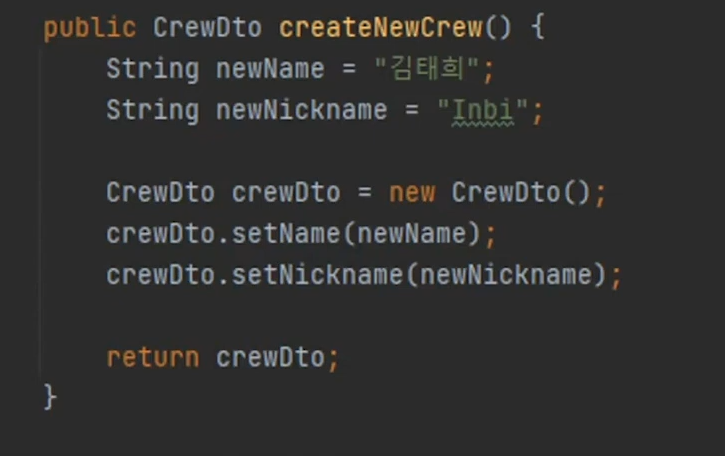 public CrewDto createNewCrew() {
String newName = "김태희";
String newNickname = "Inbi";
CrewDto crewDto = new CrewDto();
crewDto.setName(newName);
crewDto.setNickname(newNickname);
return crewDto;
}